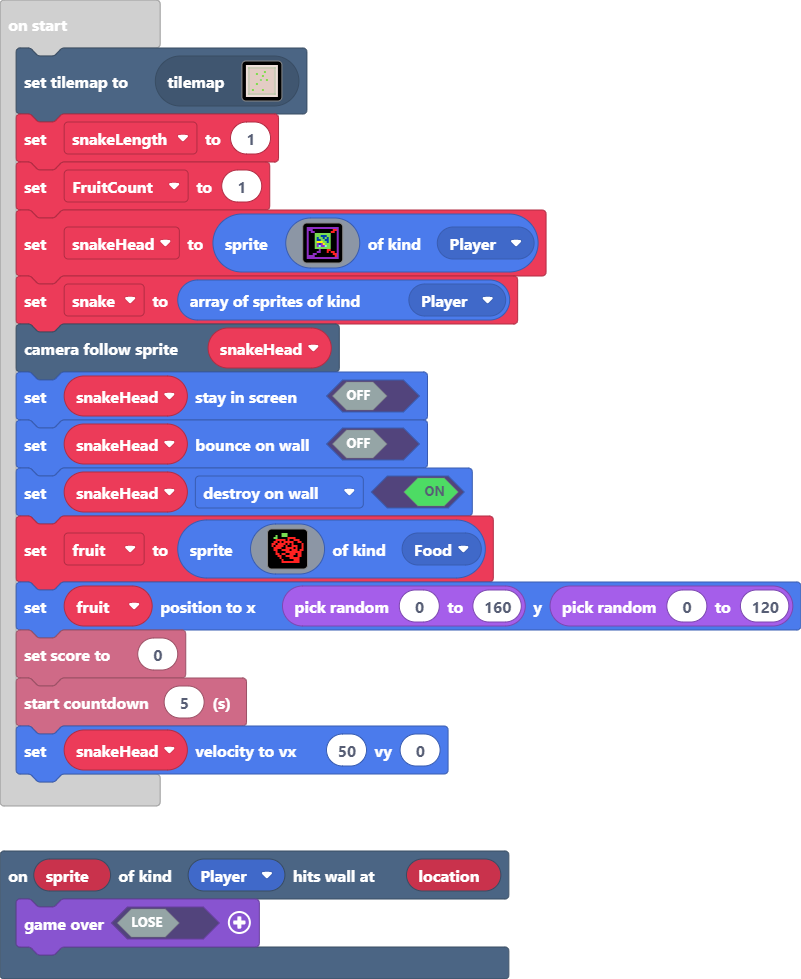 on start
set tilemap to tilemap
set snakeLength to 1
set FruitCount to 1
set snakeHead to sprite of kind Player
set snake to array of sprites of kind Player
camera follow sprite snakeHead
set snakeHead stay in screen OFF
set snakeHead bounce on wall OFF
set snakeHead destroy on wall ON
set fruit to sprite of kind Food
set fruit position to x pick random 0 to 160 y pick random 0 to 120
set score to 0
start countdown 5 (s)
set snakeHead velocity to vx 50 vy 0
on sprite of kind Player hits wall at location
game over LOSE